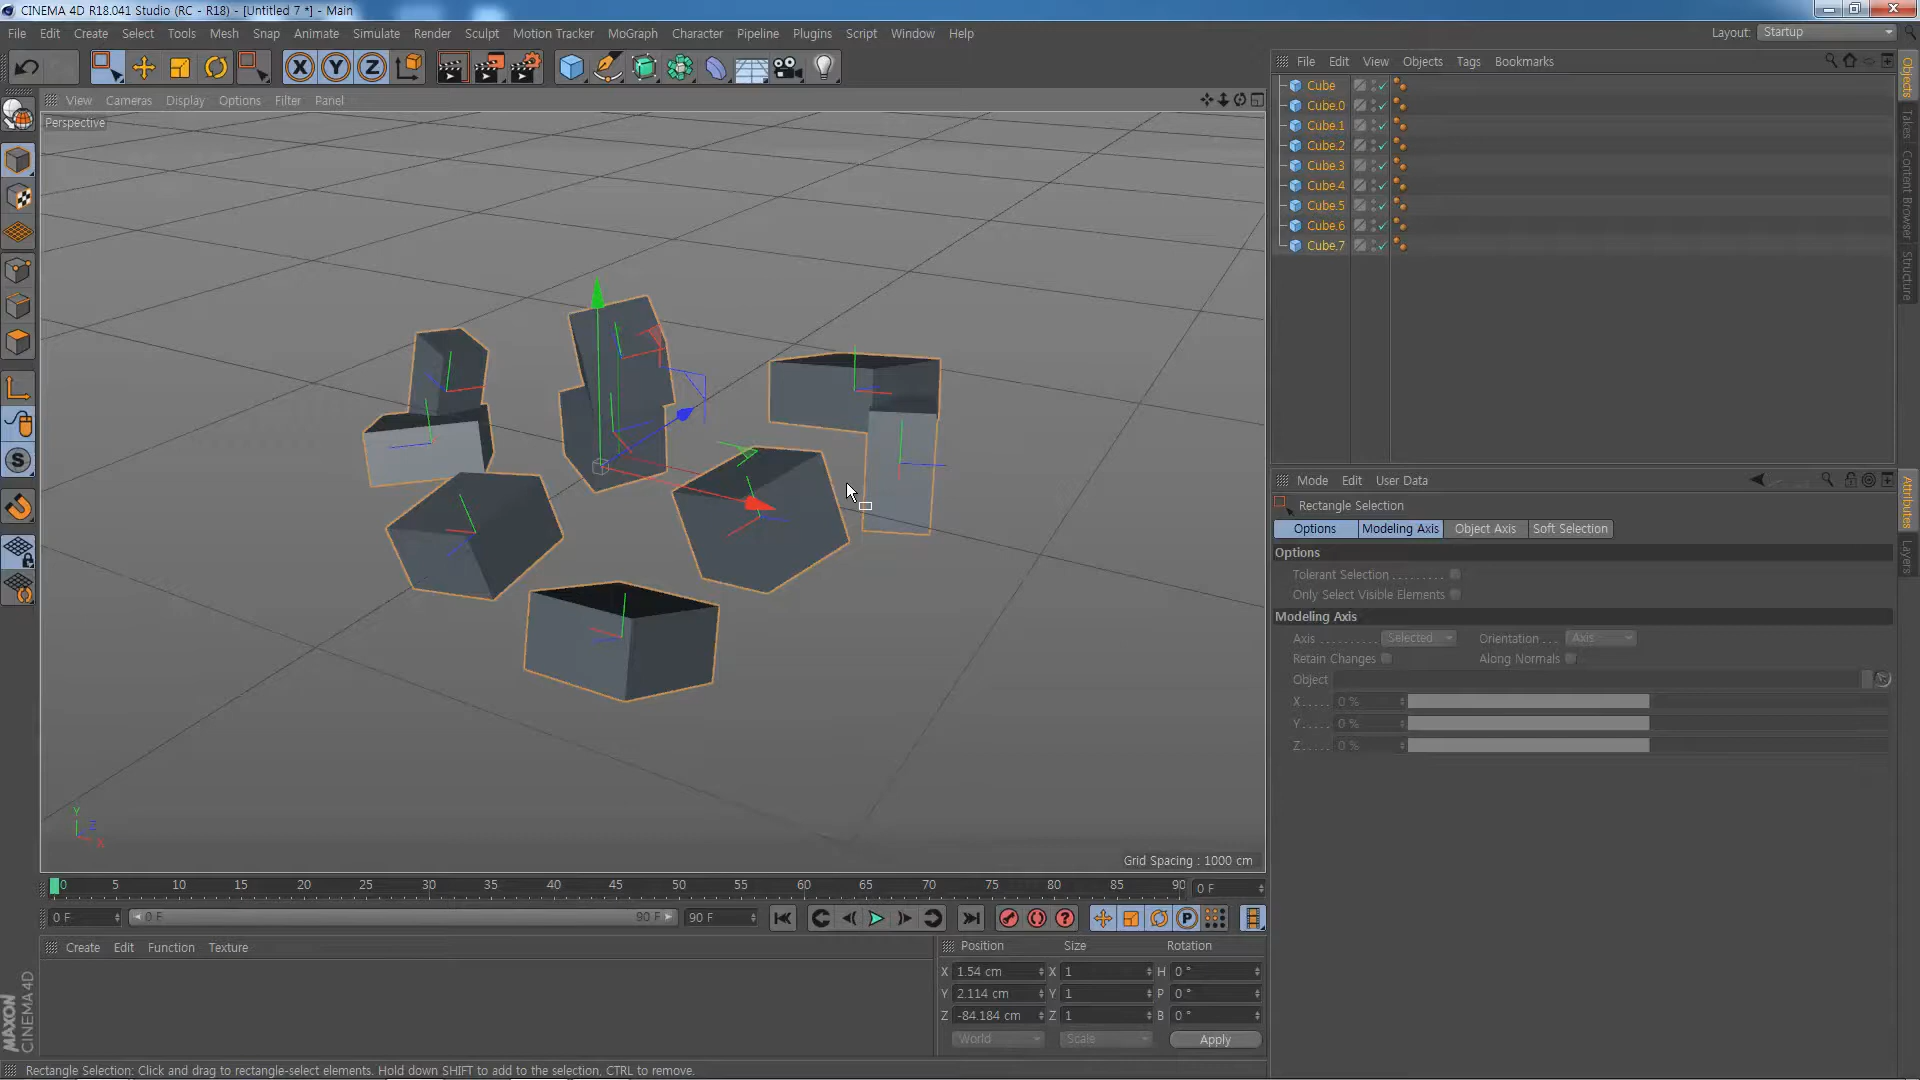 CINEMA 4D R18.041 Studio (RC - R18) - [Untitled 7 *] - Main
File Edit Create Select Tools Mesh Snap Animate Simulate Render Sculpt Motion Tracker MoGraph Character Pipeline Plugins Script Window Help
Layout: Startup
View Cameras Display Options Filter Panel
Perspective
File Edit View Objects Tags Bookmarks
Cube
Cube.0
Cube.1
Cube.2
Cube.3
Cube.4
Cube.5
Cube.6
Cube.7
Objects
Takes
Content Browser
Structure
Mode Edit User Data
Rectangle Selection
Options Modeling Axis Object Axis Soft Selection
Options
Tolerant Selection . . . . . . . . .
Only Select Visible Elements
Modeling Axis
Axis . . . . . . . . . . Selected Orientation . . . Axis
Retain Changes Along Normals
Object
X . . . . . 0 %
Y . . . . . 0 %
Z . . . . . 0 %
Attributes
Layers
Y
Z
X
Grid Spacing : 1000 cm
0 5 10 15 20 25 30 35 40 45 50 55 60 65 70 75 80 85 90 0 F
0 F 0 F 90 F 90 F
Create Edit Function Texture
Position Size Rotation
X 1.54 cm X 1 H 0 °
Y 2.114 cm Y 1 P 0 °
Z -84.184 cm Z 1 B 0 °
World Scale Apply
MAXON
CINEMA 4D
Rectangle Selection: Click and drag to rectangle-select elements. Hold down SHIFT to add to the selection, CTRL to remove.